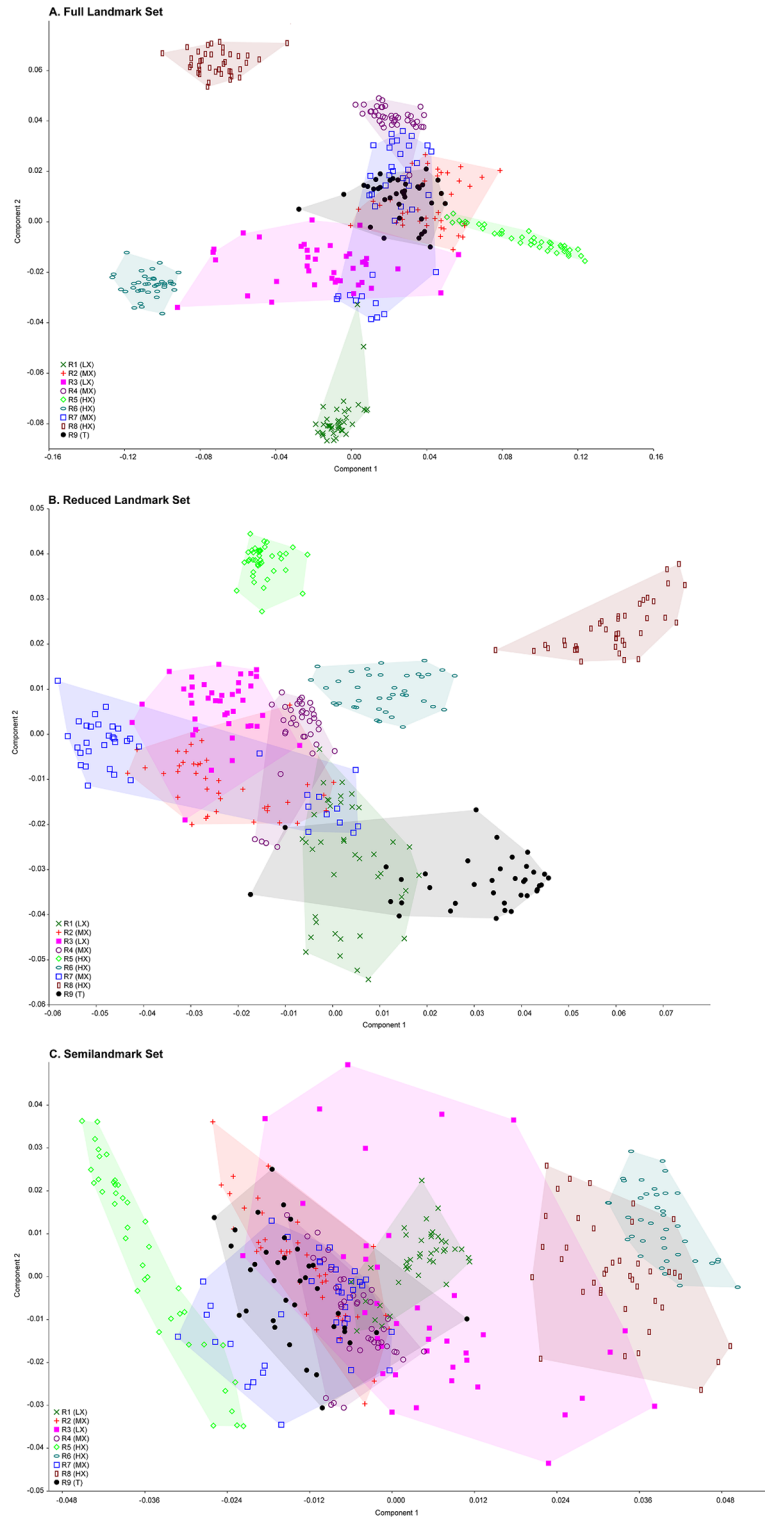 A. Full Landmark Set
0.06
0.04
0.02
0.00
-0.02
-0.04
-0.06
-0.08
Component 2
R1 (LX)
R2 (MX)
R3 (LX)
R4 (MX)
R5 (HX)
R6 (HX)
R7 (MX)
R8 (HX)
R9 (T)
-0.16 -0.12 -0.08 -0.04 0.00 0.04 0.08 0.12 0.16
Component 1
B. Reduced Landmark Set
0.05
0.04
0.03
0.02
0.01
0.00
-0.01
-0.02
-0.03
-0.04
-0.05
-0.06
Component 2
R1 (LX)
R2 (MX)
R3 (LX)
R4 (MX)
R5 (HX)
R6 (HX)
R7 (MX)
R8 (HX)
R9 (T)
-0.06 -0.05 -0.04 -0.03 -0.02 -0.01 0.00 0.01 0.02 0.03 0.04 0.05 0.06 0.07
Component 1
C. Semilandmark Set
0.04
0.03
0.02
0.01
0.00
-0.01
-0.02
-0.03
-0.04
-0.05
Component 2
R1 (LX)
R2 (MX)
R3 (LX)
R4 (MX)
R5 (HX)
R6 (HX)
R7 (MX)
R8 (HX)
R9 (T)
-0.048 -0.036 -0.024 -0.012 0.000 0.012 0.024 0.036 0.048
Component 1